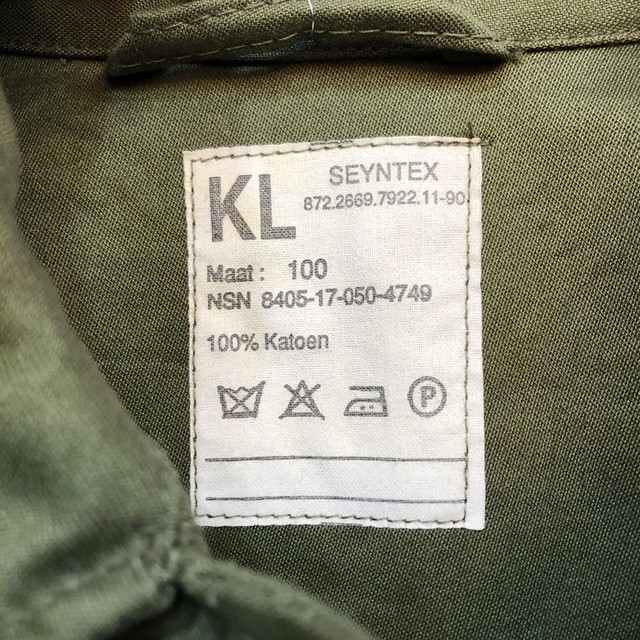 KL
SEYNTEX
872.2669.7922.11-90
Maat : 100
NSN 8405-17-050-4749
100% Katoen
P